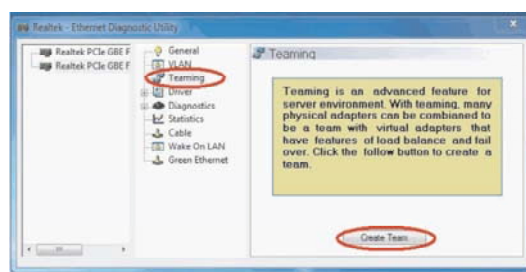 Realtek - Ethernet Diagnostic Utility
Realtek PCIe GBE F
Realtek PCIe GBE F
General
VLAN
Teaming
Driver
Diagnostics
Statistics
Cable
Wake On LAN
Green Ethernet
Teaming
Teaming is an advanced feature for
server environment. With teaming, many
physical adapters can be combianed to
be a team with virtual adapters that
have features of load balance and fail
over. Click the follow button to create a
team.
Create Team